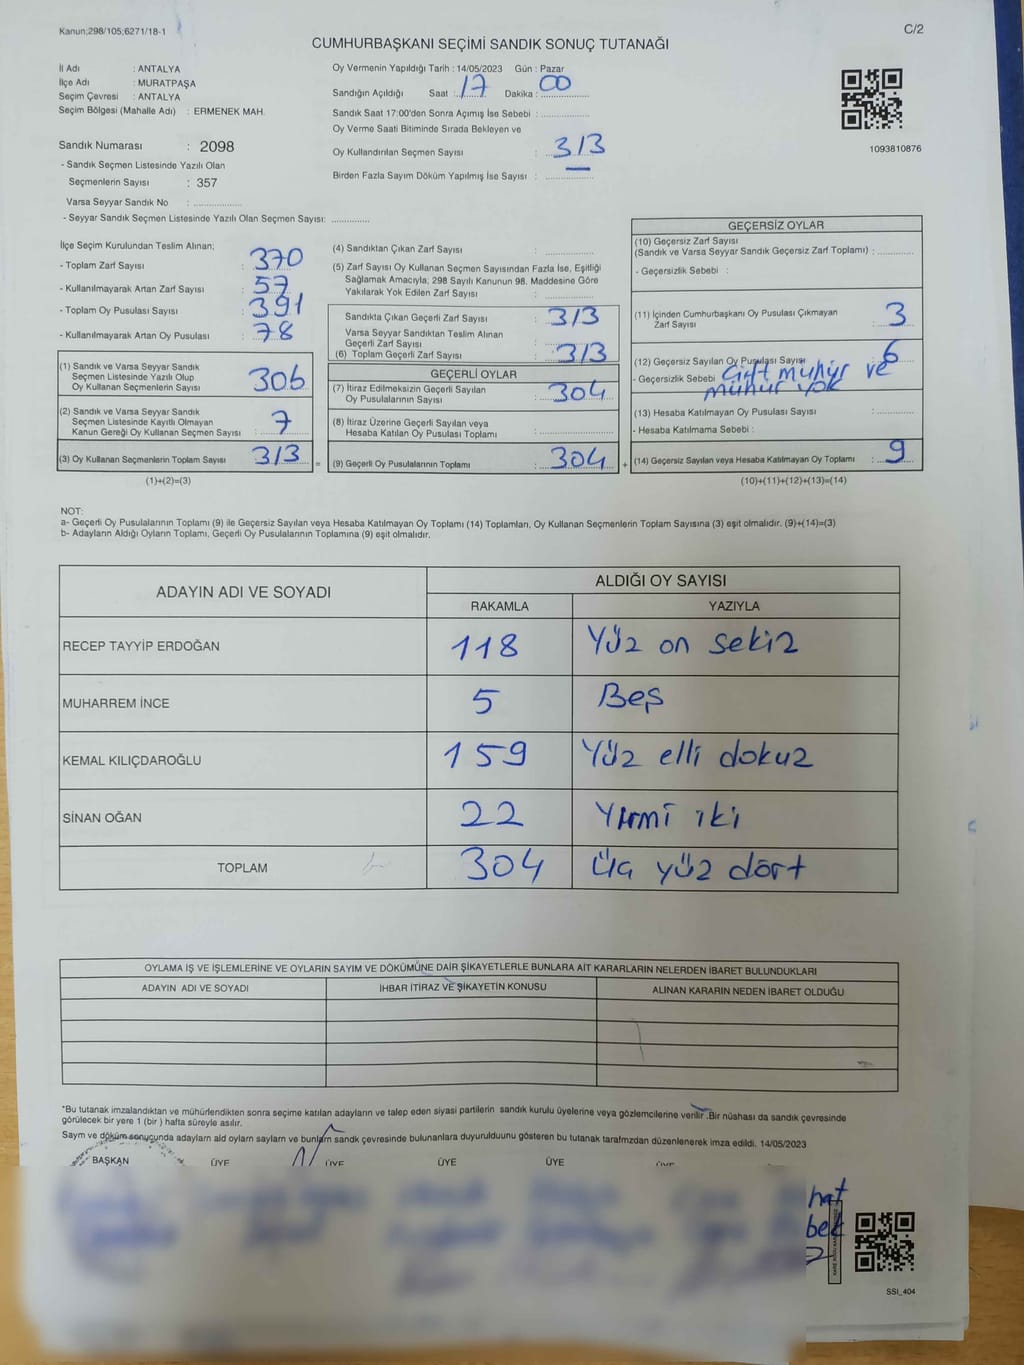 Kanun;298/105;6271/18-1
C/2
CUMHURBAŞKANI SEÇİMİ SANDIK SONUÇ TUTANAĞI
İl Adı : ANTALYA
İlçe Adı : MURATPAŞA
Seçim Çevresi : ANTALYA
Seçim Bölgesi (Mahalle Adı) : ERMENEK MAH.
Sandık Numarası : 2098
- Sandık Seçmen Listesinde Yazılı Olan
Seçmenlerin Sayısı : 357
Varsa Seyyar Sandık No : ..............
- Seyyar Sandık Seçmen Listesinde Yazılı Olan Seçmen Sayısı: ..............
Oy Vermenin Yapıldığı Tarih : 14/05/2023 Gün : Pazar
Sandığın Açıldığı Saat : 17 Dakika : 00
Sandık Saat 17:00'den Sonra Açımış İse Sebebi : ..............
Oy Verme Saati Bitiminde Sırada Bekleyen ve
Oy Kullandırılan Seçmen Sayısı : 313
Birden Fazla Sayım Döküm Yapılmış İse Sayısı : ..............
1093810876
İlçe Seçim Kurulundan Teslim Alınan;
- Toplam Zarf Sayısı : 370
- Kullanılmayarak Artan Zarf Sayısı : 57
- Toplam Oy Pusulası Sayısı : 391
- Kullanılmayarak Artan Oy Pusulası : 78
(1) Sandık ve Varsa Seyyar Sandık
Seçmen Listesinde Yazılı Olup
Oy Kullanan Seçmenlerin Sayısı : 306
(2) Sandık ve Varsa Seyyar Sandık
Seçmen Listesinde Kayıtlı Olmayan
Kanun Gereği Oy Kullanan Seçmen Sayısı : 7
(3) Oy Kullanan Seçmenlerin Toplam Sayısı : 313
(1)+(2)=(3)
(4) Sandıktan Çıkan Zarf Sayısı : ..............
(5) Zarf Sayısı Oy Kullanan Seçmen Sayısından Fazla İse, Eşitliği
Sağlamak Amacıyla; 298 Sayılı Kanunun 98. Maddesine Göre
Yakılarak Yok Edilen Zarf Sayısı : ..............
Sandıkta Çıkan Geçerli Zarf Sayısı : 313
Varsa Seyyar Sandıktan Teslim Alınan
Geçerli Zarf Sayısı : ..............
(6) Toplam Geçerli Zarf Sayısı : 313
GEÇERLİ OYLAR
(7) İtiraz Edilmeksizin Geçerli Sayılan
Oy Pusulalarının Sayısı : 304
(8) İtiraz Üzerine Geçerli Sayılan veya
Hesaba Katılan Oy Pusulası Toplamı : ..............
= (9) Geçerli Oy Pusulalarının Toplamı : 304 +
GEÇERSİZ OYLAR
(10) Geçersiz Zarf Sayısı
(Sandık ve Varsa Seyyar Sandık Geçersiz Zarf Toplamı) : ..............
- Geçersizlik Sebebi :
(11) İçinden Cumhurbaşkanı Oy Pusulası Çıkmayan
Zarf Sayısı : 3
(12) Geçersiz Sayılan Oy Pusulası Sayısı : 6
- Geçersizlik Sebebi : Çift mühür ve
mühür yok
(13) Hesaba Katılmayan Oy Pusulası Sayısı : ..............
- Hesaba Katılmama Sebebi :
(14) Geçersiz Sayılan veya Hesaba Katılmayan Oy Toplamı : 9
(10)+(11)+(12)+(13)=(14)
NOT:
a- Geçerli Oy Pusulalarının Toplamı (9) ile Geçersiz Sayılan veya Hesaba Katılmayan Oy Toplamı (14) Toplamları, Oy Kullanan Seçmenlerin Toplam Sayısına (3) eşit olmalıdır. (9)+(14)=(3)
b- Adayların Aldığı Oyların Toplamı, Geçerli Oy Pusulalarının Toplamına (9) eşit olmalıdır.
ADAYIN ADI VE SOYADI
ALDIĞI OY SAYISI
RAKAMLA YAZIYLA
RECEP TAYYİP ERDOĞAN 118 Yüz on sekiz
MUHARREM İNCE 5 Beş
KEMAL KILIÇDAROĞLU 159 Yüz elli dokuz
SİNAN OĞAN 22 Yirmi iki
TOPLAM 304 Üç yüz dört
OYLAMA İŞ VE İŞLEMLERİNE VE OYLARIN SAYIM VE DÖKÜMÜNE DAİR ŞİKAYETLERLE BUNLARA AİT KARARLARIN NELERDEN İBARET BULUNDUKLARI
ADAYIN ADI VE SOYADI İHBAR İTİRAZ VE ŞİKAYETİN KONUSU ALINAN KARARIN NEDEN İBARET OLDUĞU
*Bu tutanak imzalandıktan ve mühürlendikten sonra seçime katılan adayların ve talep eden siyasi partilerin sandık kurulu üyelerine veya gözlemcilerine verilir .Bir nüshası da sandık çevresinde
görülecek bir yere 1 (bir ) hafta süreyle asılır.
Sayım ve döküm sonucunda adayların ald oyların sayların ve bunların sandık çevresinde bulunanlara duyurulduunu gösteren bu tutanak tarafmzdan düzenlenerek imza edildi. 14/05/2023
BAŞKAN ÜYE ÜYE ÜYE ÜYE
hat
SSİ_404